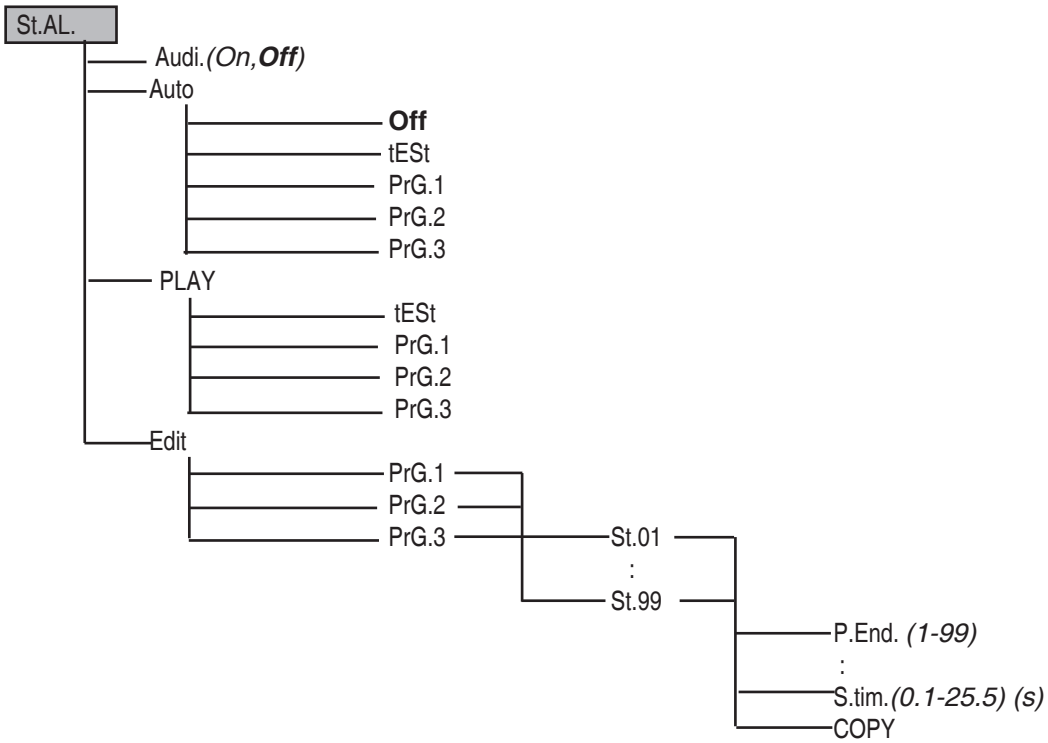 St.AL.
Audi.(On,Off)
Auto
Off
tESt
PrG.1
PrG.2
PrG.3
PLAY
tESt
PrG.1
PrG.2
PrG.3
Edit
PrG.1
PrG.2
PrG.3
St.01
:
St.99
P.End. (1-99)
:
S.tim.(0.1-25.5) (s)
COPY